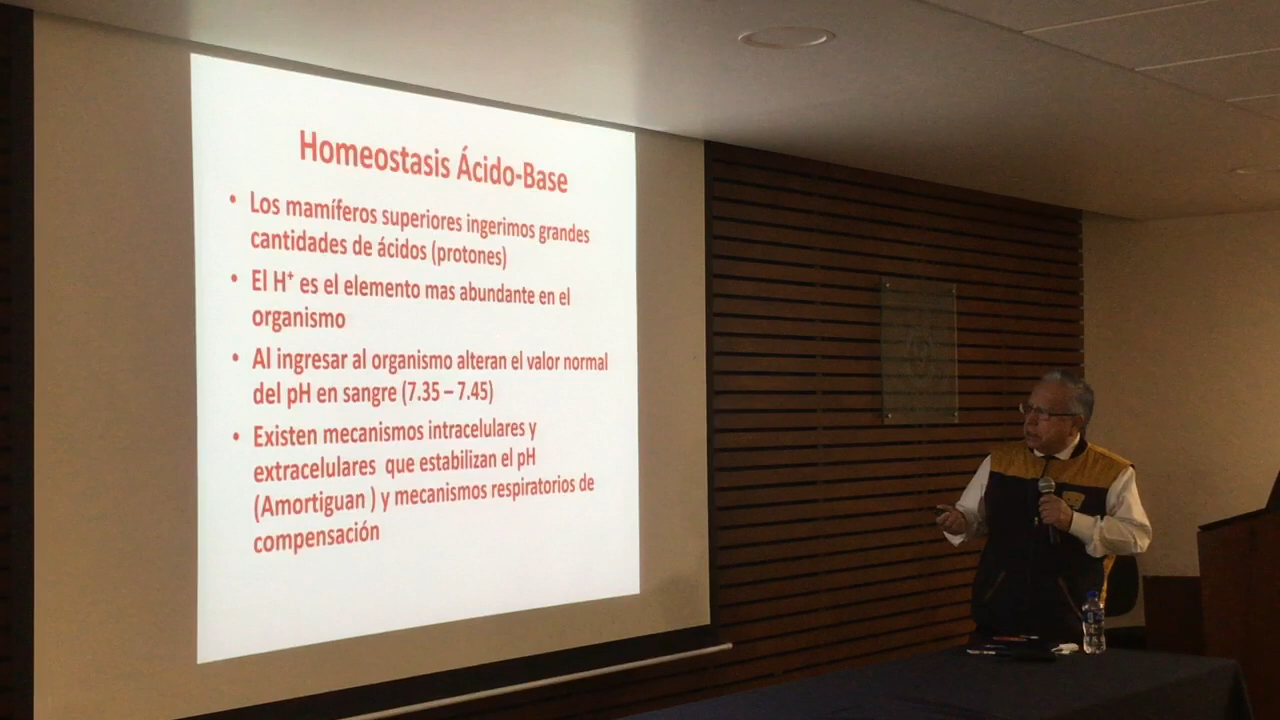 Homeostasis Ácido-Base
• Los mamíferos superiores ingerimos grandes
cantidades de ácidos (protones)
• El H⁺ es el elemento mas abundante en el
organismo
• Al ingresar al organismo alteran el valor normal
del pH en sangre (7.35 – 7.45)
• Existen mecanismos intracelulares y
extracelulares que estabilizan el pH
(Amortiguan ) y mecanismos respiratorios de
compensación